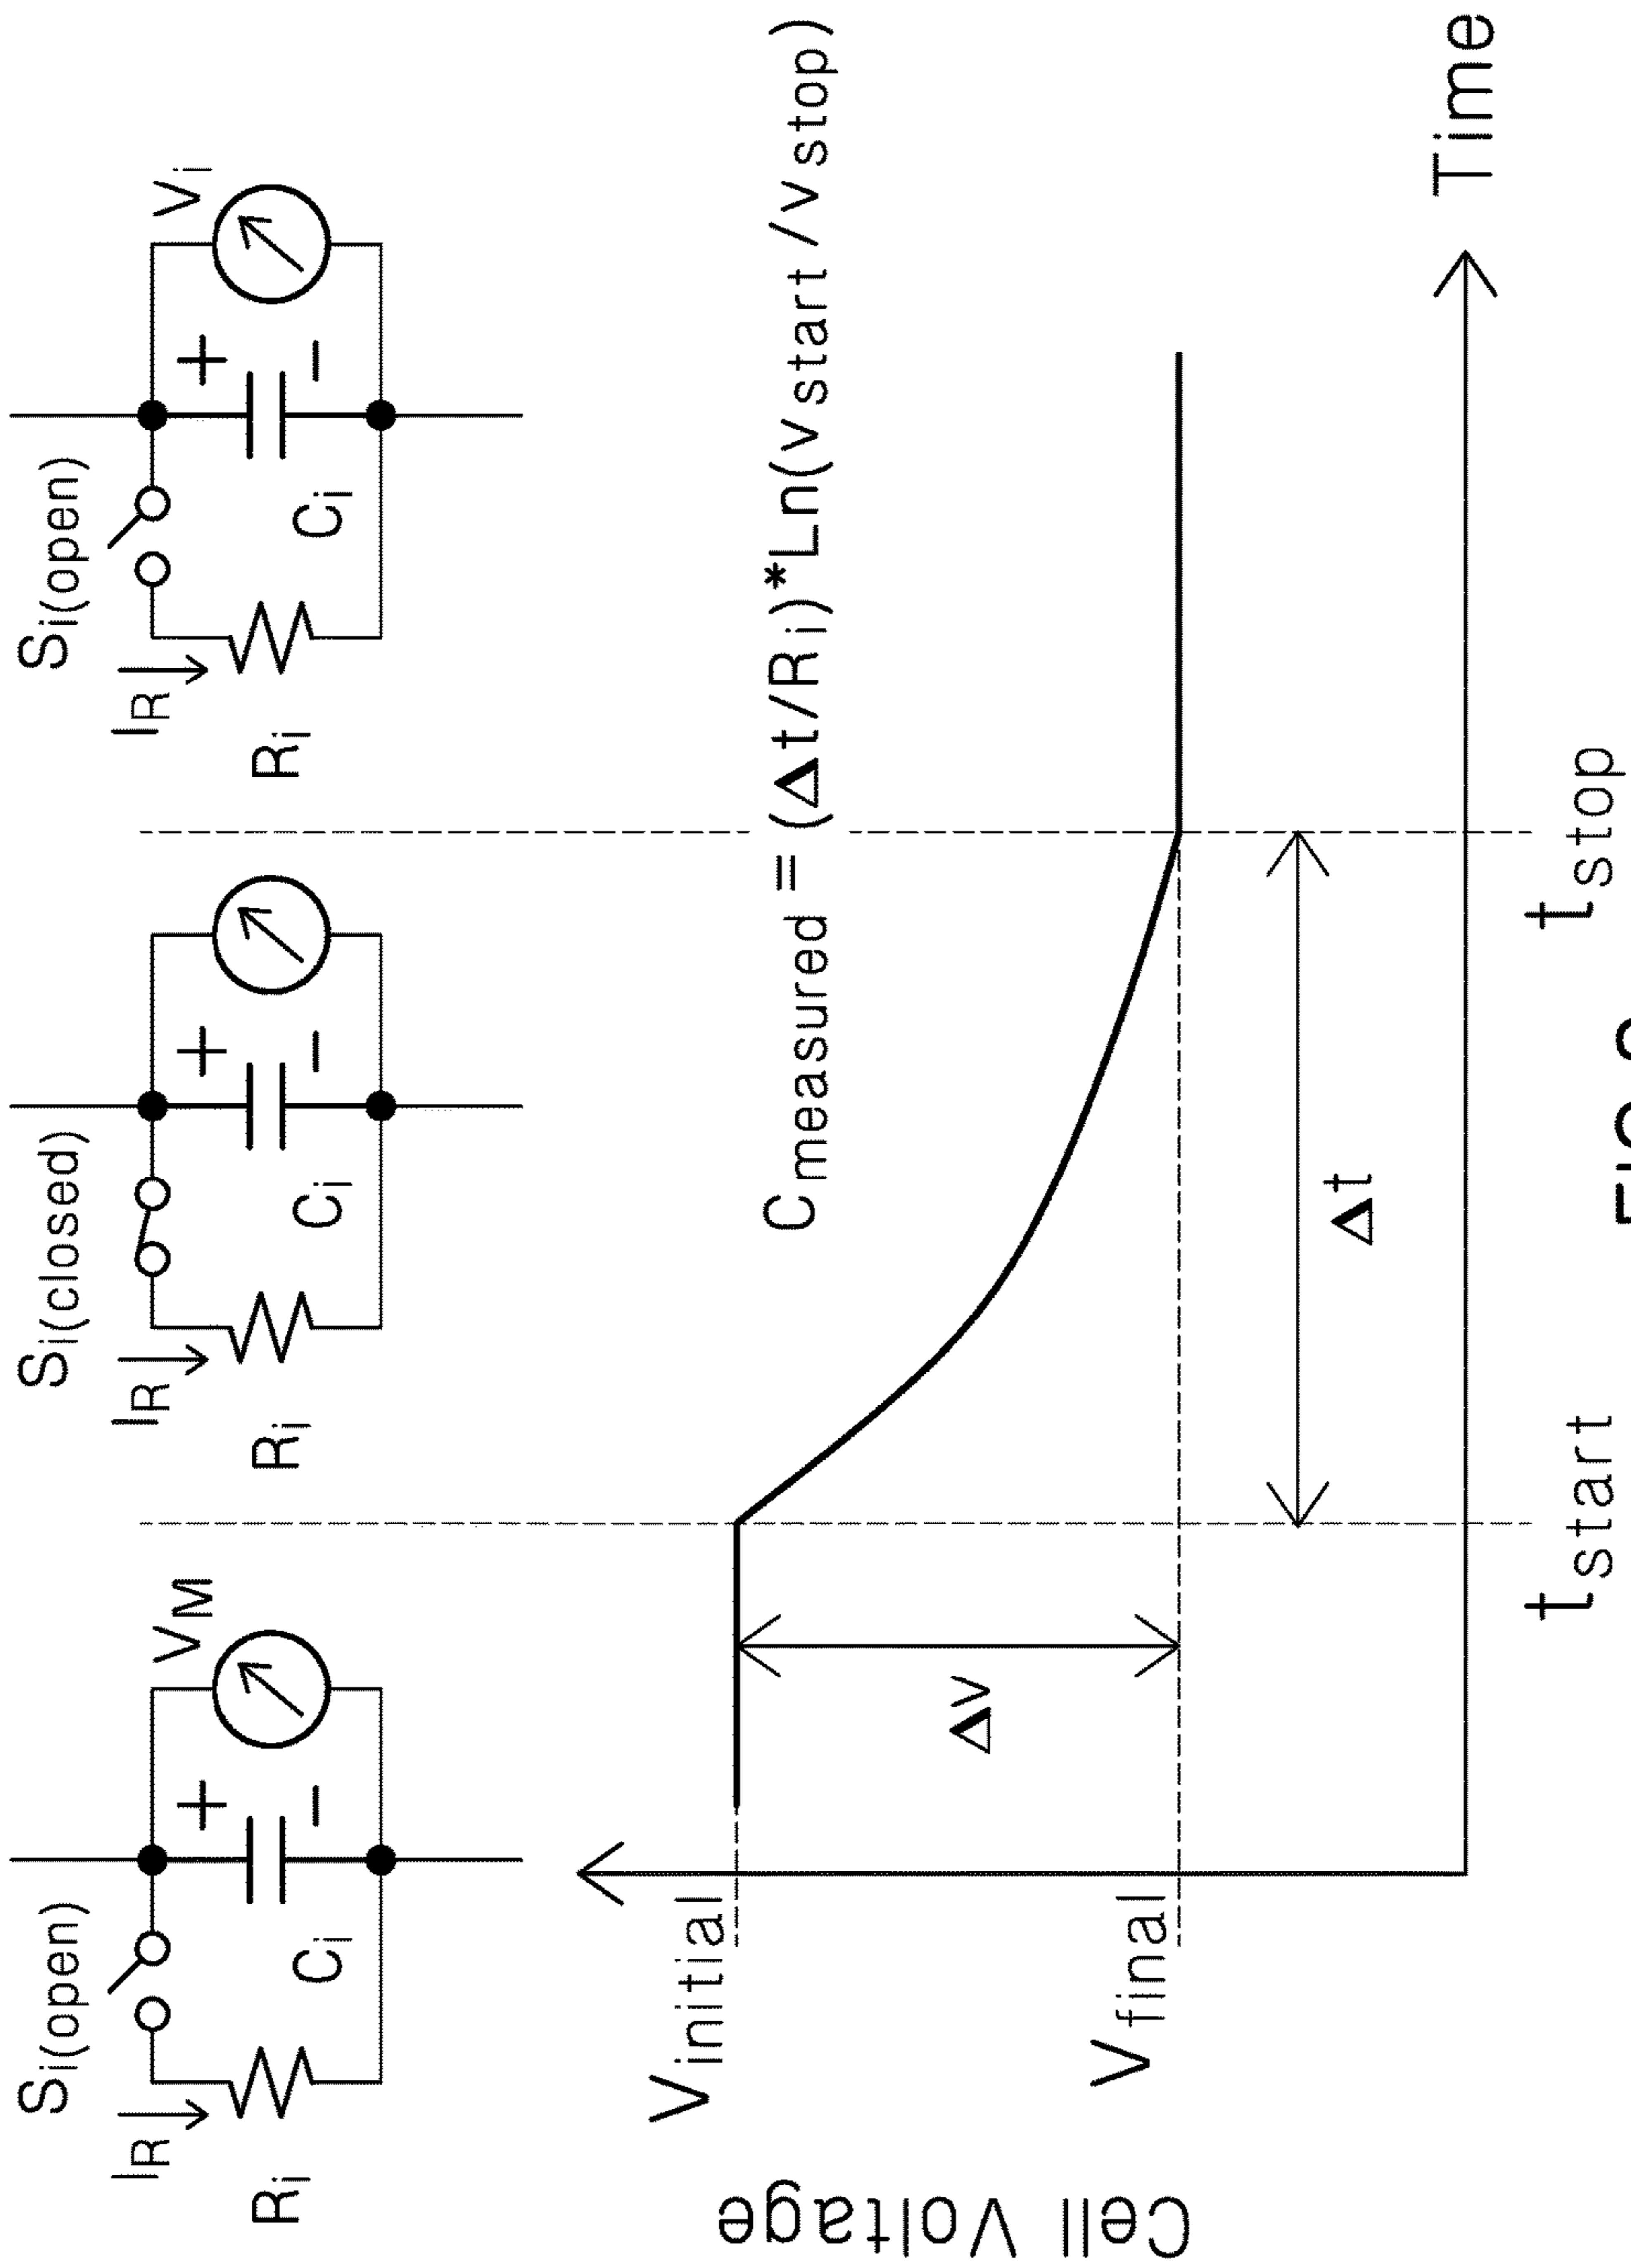 Si(open)
Si(closed)
Si(open)
IR
VM
IR
IR
Vi
+
+
+
Ri
Ci
Ri
Ci
Ri
Ci
−
−
−
Vinitial
Cmeasured = (Δt/Ri)*Ln(vstart/vstop)
Cell Voltage
Δv
Vfinal
Δt
Time
tstart
tstop